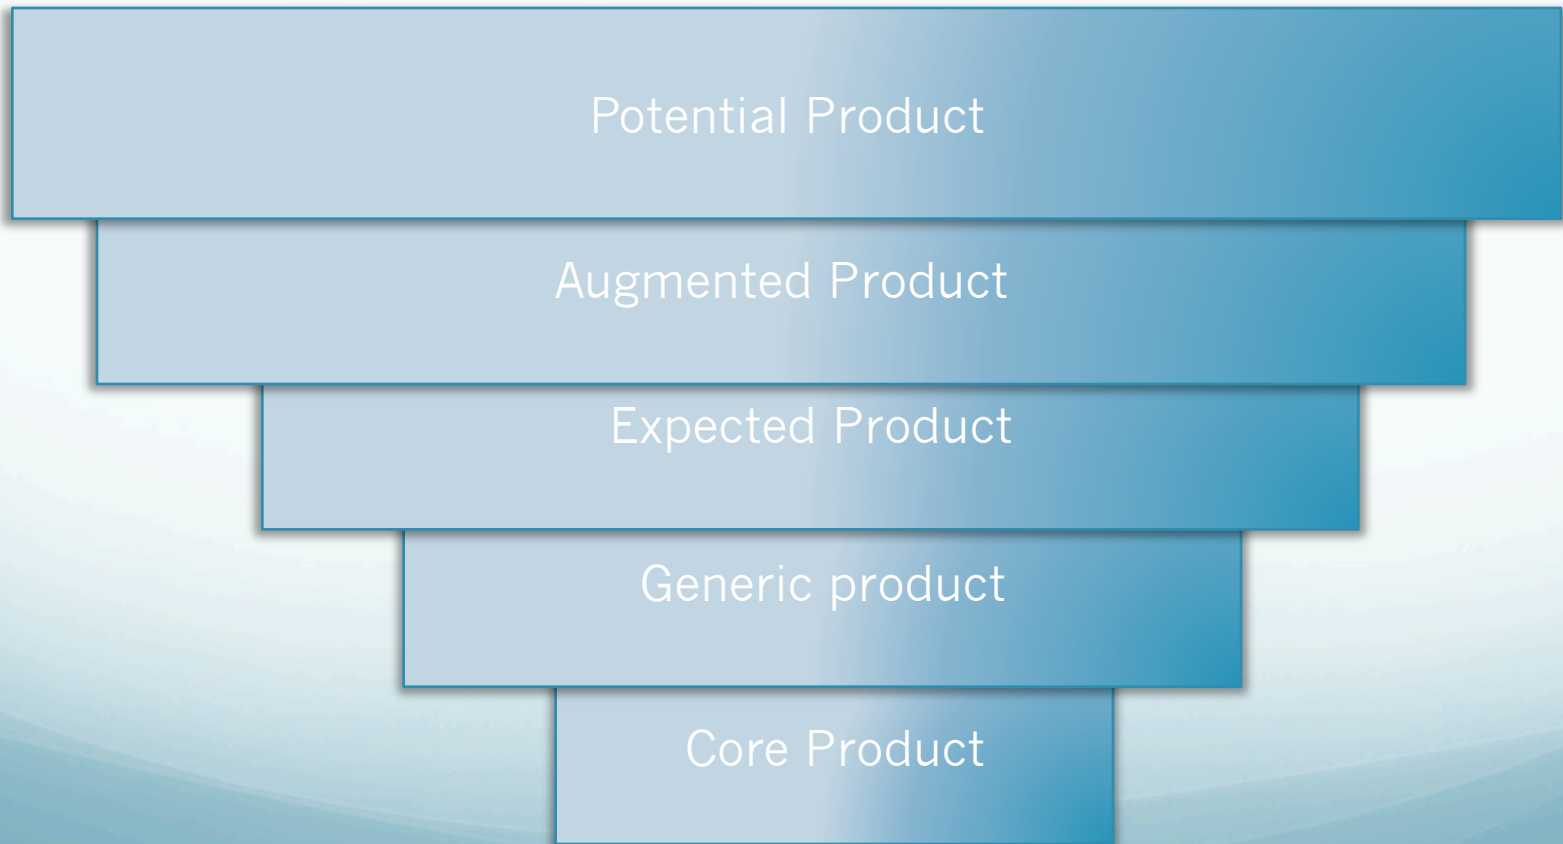 Potential Product
Augmented Product
Expected Product
Generic product
Core Product